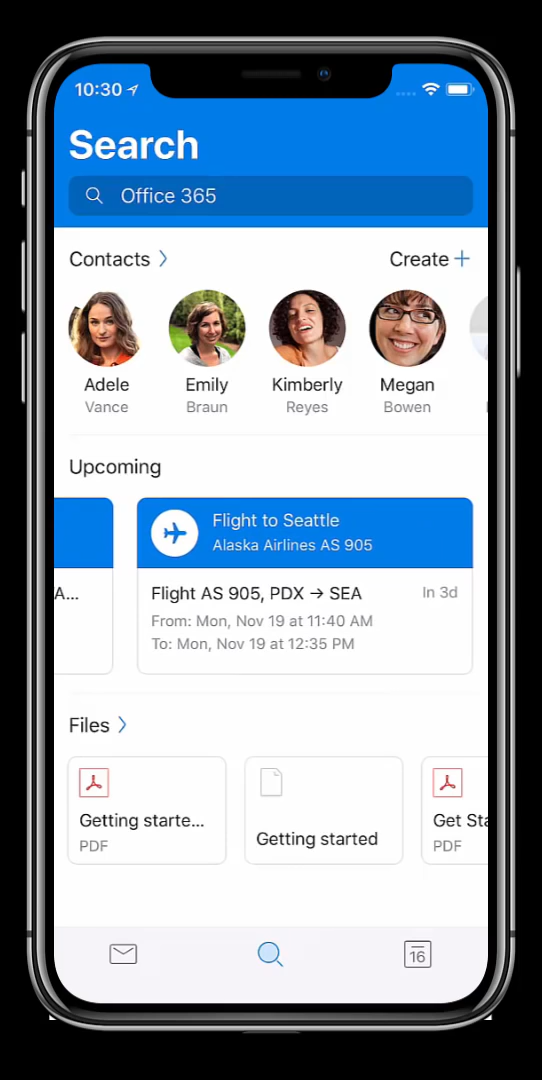 10:30
Search
Office 365
Contacts
Create
Adele
Emily
Kimberly
Megan
Vance
Braun
Reyes
Bowen
Upcoming
Flight to Seattle
Alaska Airlines AS 905
A...
Flight AS 905, PDX → SEA
In 3d
From: Mon, Nov 19 at 11:40 AM
To: Mon, Nov 19 at 12:35 PM
Files
Getting starte...
PDF
Getting started
Get Sta
PDF
16